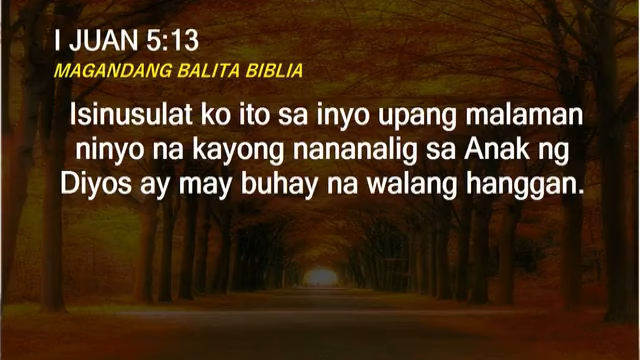 I JUAN 5:13
MAGANDANG BALITA BIBLIA
Isinusulat ko ito sa inyo upang malaman
ninyo na kayong nananalig sa Anak ng
Diyos ay may buhay na walang hanggan.